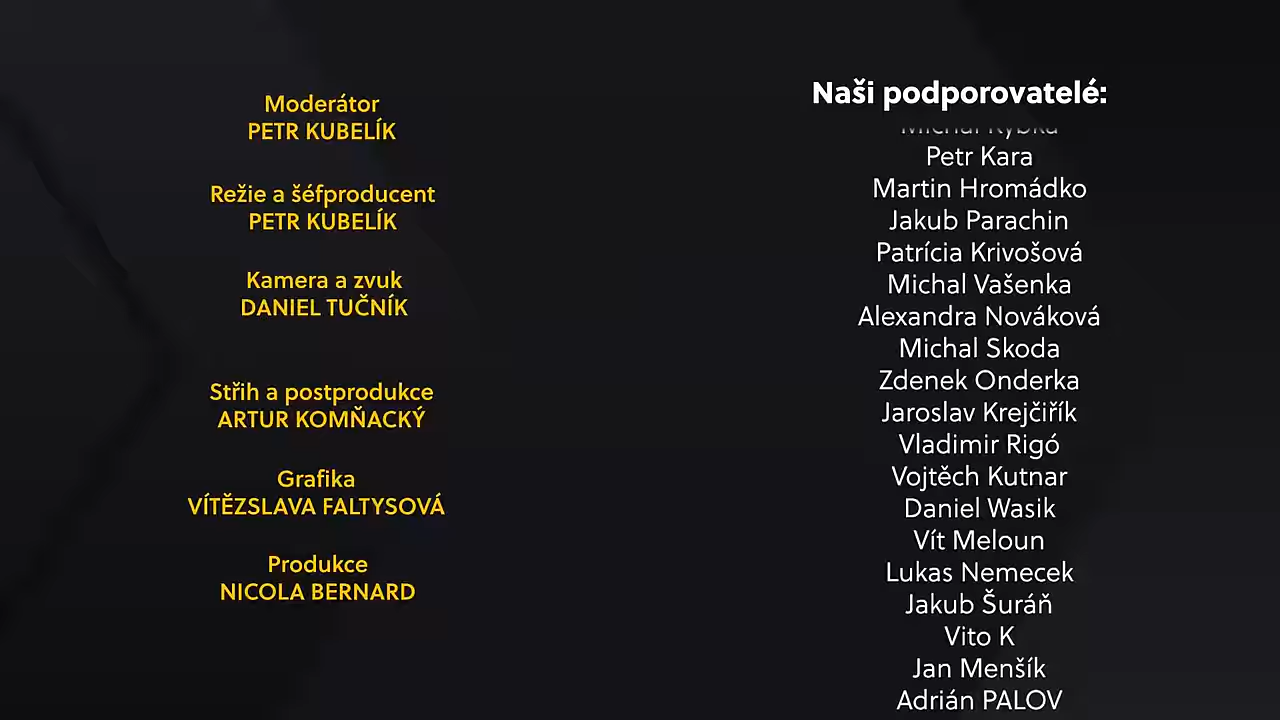 Moderátor
PETR KUBELÍK
Režie a šéfproducent
PETR KUBELÍK
Kamera a zvuk
DANIEL TUČNÍK
Střih a postprodukce
ARTUR KOMŇACKÝ
Grafika
VÍTĚZSLAVA FALTYSOVÁ
Produkce
NICOLA BERNARD
Naši podporovatelé:
Petr Kara
Martin Hromádko
Jakub Parachin
Patrícia Krivošová
Michal Vašenka
Alexandra Nováková
Michal Skoda
Zdenek Onderka
Jaroslav Krejčiřík
Vladimir Rigó
Vojtěch Kutnar
Daniel Wasik
Vít Meloun
Lukas Nemecek
Jakub Šuráň
Vito K
Jan Menšík
Adrián PALOV